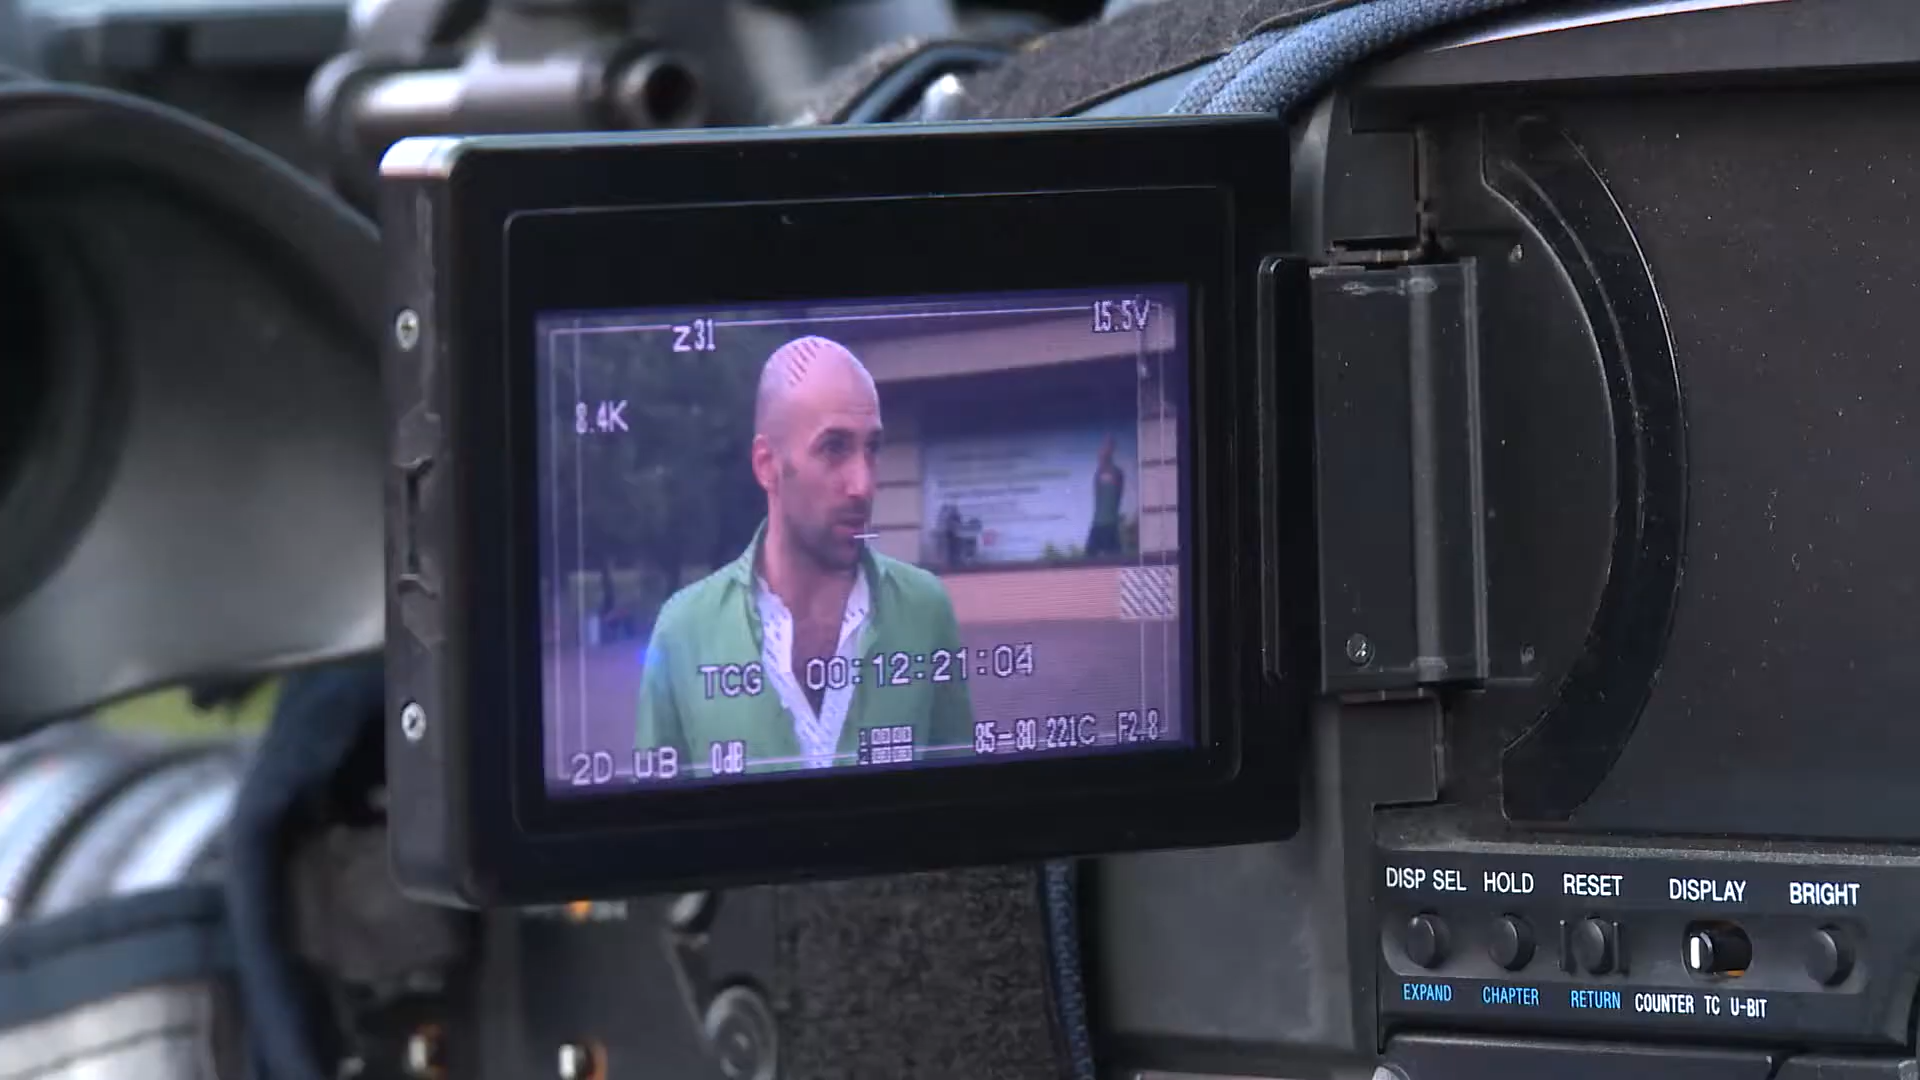 Z31
15.5V
8.4K
TCG 00:12:21:04
2D UB 0dB 85-80 221C F2.8
DISP SEL HOLD RESET DISPLAY BRIGHT
EXPAND CHAPTER RETURN COUNTER TC U-BIT